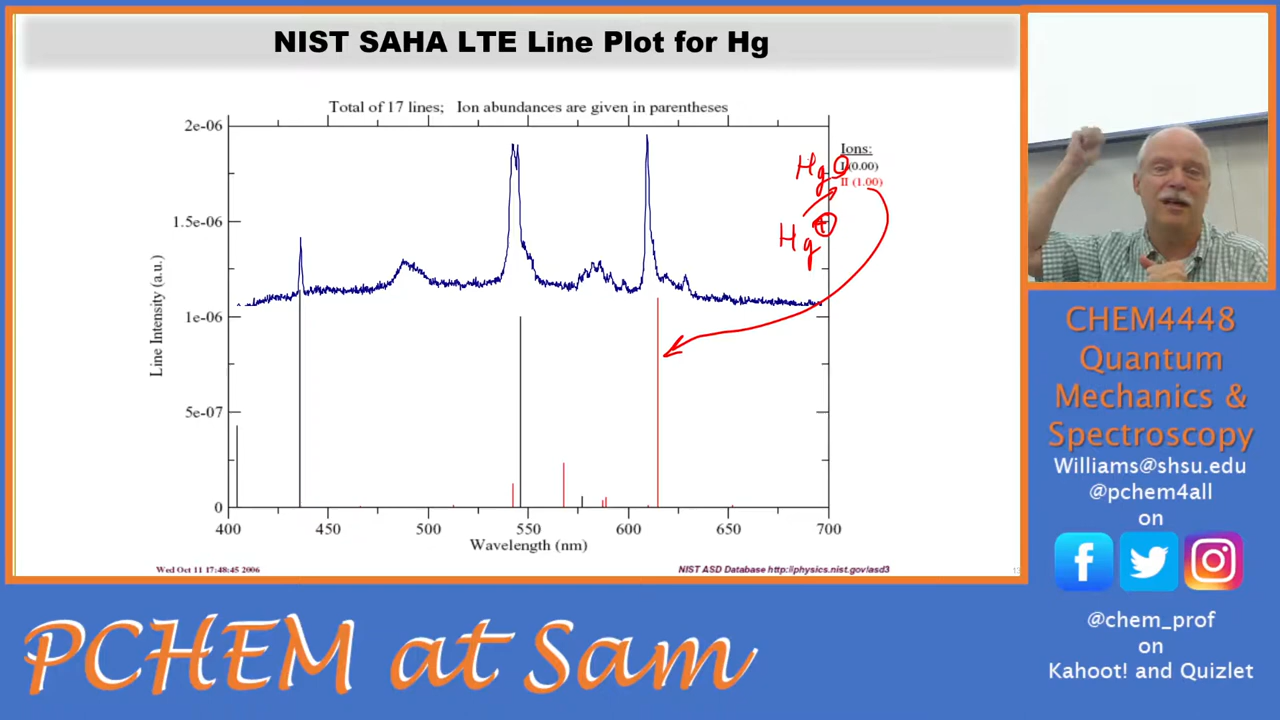 NIST SAHA LTE Line Plot for Hg
Total of 17 lines; Ion abundances are given in parentheses
2e-06
1.5e-06
1e-06
5e-07
0
Line Intensity (a.u.)
400
450
500
550
600
650
700
Wavelength (nm)
Ions:
I (0.00)
II (1.00)
Hg
Hg +
Wed Oct 11 17:48:45 2006
NIST ASD Database http://physics.nist.gov/asd3
13
CHEM4448
Quantum
Mechanics &
Spectroscopy
Williams@shsu.edu
@pchem4all
on
@chem_prof
on
Kahoot! and Quizlet
PCHEM at Sam